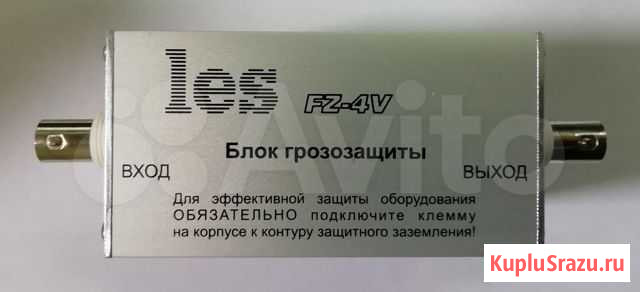 les FZ-4V
Блок грозозащиты
ВХОД ВЫХОД
Для эффективной защиты оборудования
ОБЯЗАТЕЛЬНО подключите клемму
на корпусе к контуру защитного заземления!
Avito
KupluSrazu.ru